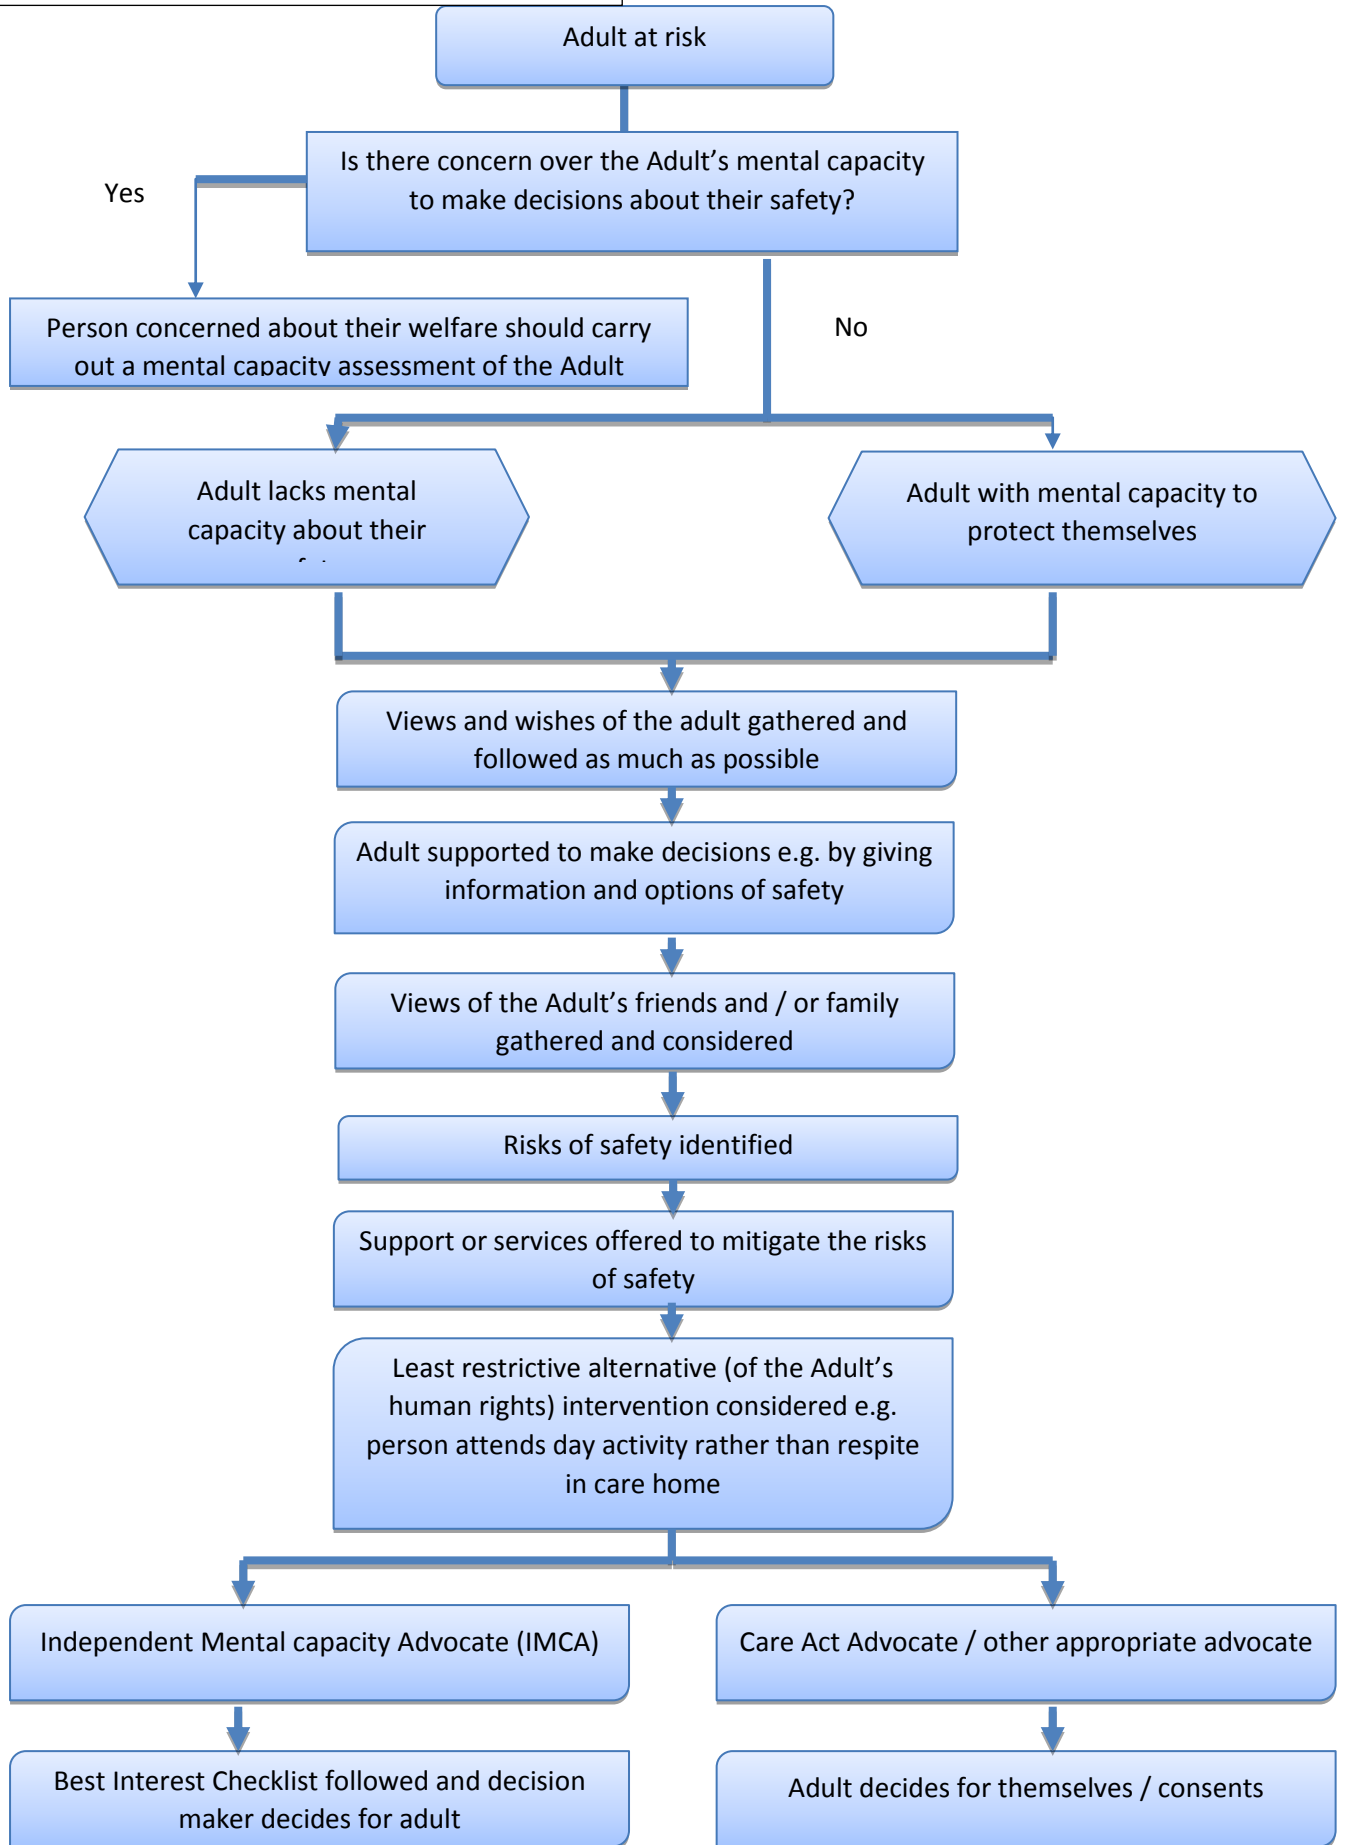 Adult at risk
Is there concern over the Adult’s mental capacity
to make decisions about their safety?
Yes
Person concerned about their welfare should carry
out a mental capacity assessment of the Adult
No
Adult lacks mental
capacity about their
Adult with mental capacity to
protect themselves
Views and wishes of the adult gathered and
followed as much as possible
Adult supported to make decisions e.g. by giving
information and options of safety
Views of the Adult’s friends and / or family
gathered and considered
Risks of safety identified
Support or services offered to mitigate the risks
of safety
Least restrictive alternative (of the Adult’s
human rights) intervention considered e.g.
person attends day activity rather than respite
in care home
Independent Mental capacity Advocate (IMCA)
Care Act Advocate / other appropriate advocate
Best Interest Checklist followed and decision
maker decides for adult
Adult decides for themselves / consents